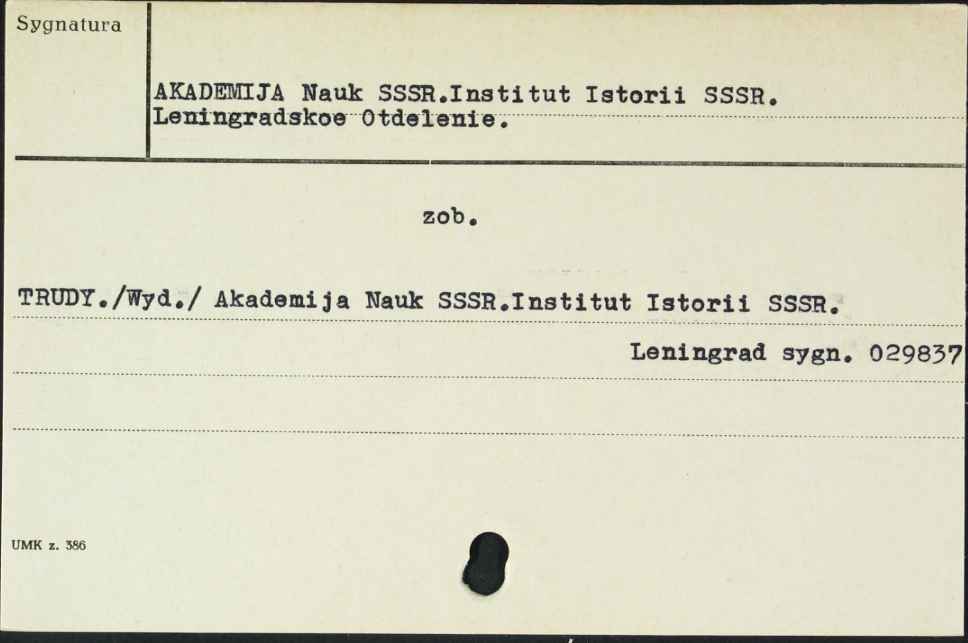 Sygnatura
AKADEMIJA Nauk SSSR.Institut Istorii SSSR.
Leningradskoe Otdelenie.
zob.
TRUDY./Wyd./ Akademija Nauk SSSR.Institut Istorii SSSR.
Leningrad sygn. 029837
UMK z. 386